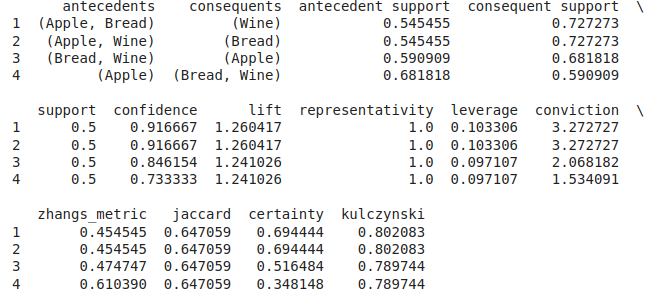 antecedents consequents antecedent support consequent support \
1 (Apple, Bread) (Wine) 0.545455 0.727273
2 (Apple, Wine) (Bread) 0.545455 0.727273
3 (Bread, Wine) (Apple) 0.590909 0.681818
4 (Apple) (Bread, Wine) 0.681818 0.590909
support confidence lift representativity leverage conviction \
1 0.5 0.916667 1.260417 1.0 0.103306 3.272727
2 0.5 0.916667 1.260417 1.0 0.103306 3.272727
3 0.5 0.846154 1.241026 1.0 0.097107 2.068182
4 0.5 0.733333 1.241026 1.0 0.097107 1.534091
zhangs_metric jaccard certainty kulczynski
1 0.454545 0.647059 0.694444 0.802083
2 0.454545 0.647059 0.694444 0.802083
3 0.474747 0.647059 0.516484 0.789744
4 0.610390 0.647059 0.348148 0.789744